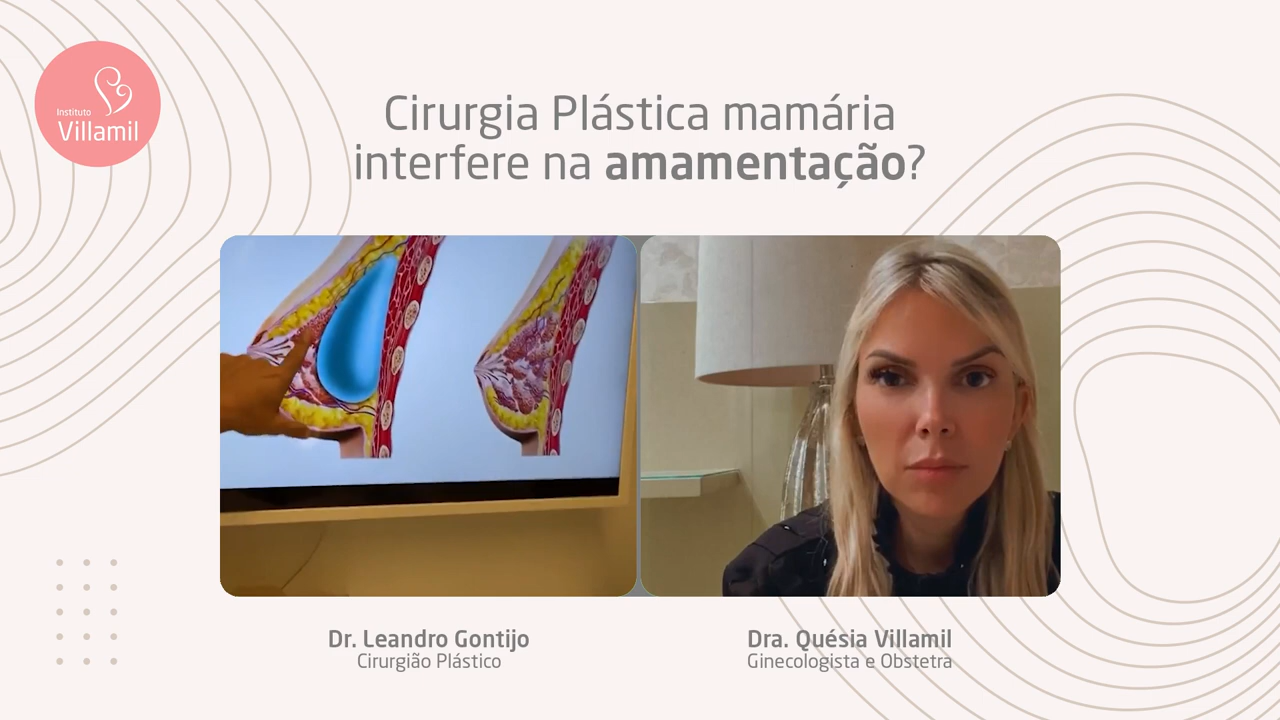 Instituto
Villamil
Cirurgia Plástica mamária
interfere na amamentação?
Dr. Leandro Gontijo
Cirurgião Plástico
Dra. Quésia Villamil
Ginecologista e Obstetra